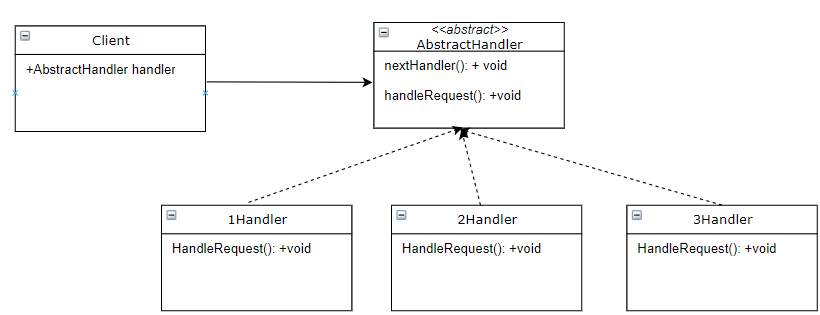 Client
+AbstractHandler handler
<<abstract>>
AbstractHandler
nextHandler(): + void
handleRequest(): +void
1Handler
HandleRequest(): +void
2Handler
HandleRequest(): +void
3Handler
HandleRequest(): +void